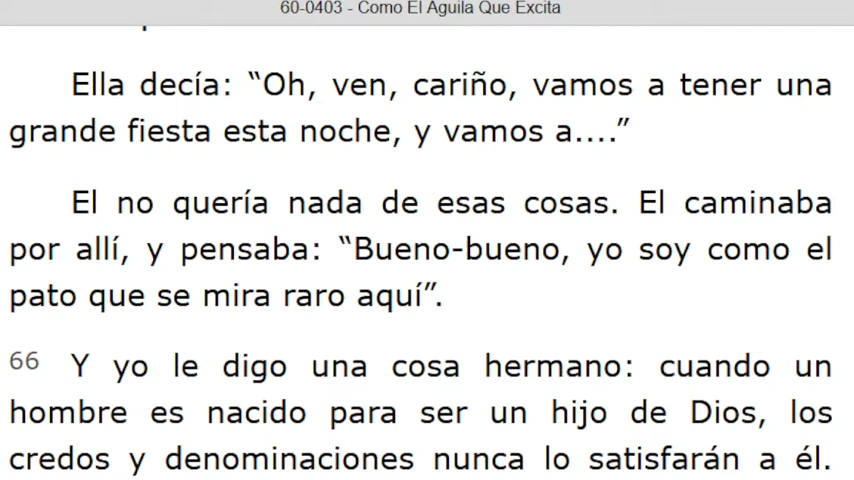 60-0403 - Como El Aguila Que Excita
Ella decía: “Oh, ven, cariño, vamos a tener una
grande fiesta esta noche, y vamos a....”
El no quería nada de esas cosas. El caminaba
por allí, y pensaba: “Bueno-bueno, yo soy como el
pato que se mira raro aquí”.
66 Y yo le digo una cosa hermano: cuando un
hombre es nacido para ser un hijo de Dios, los
credos y denominaciones nunca lo satisfarán a él.